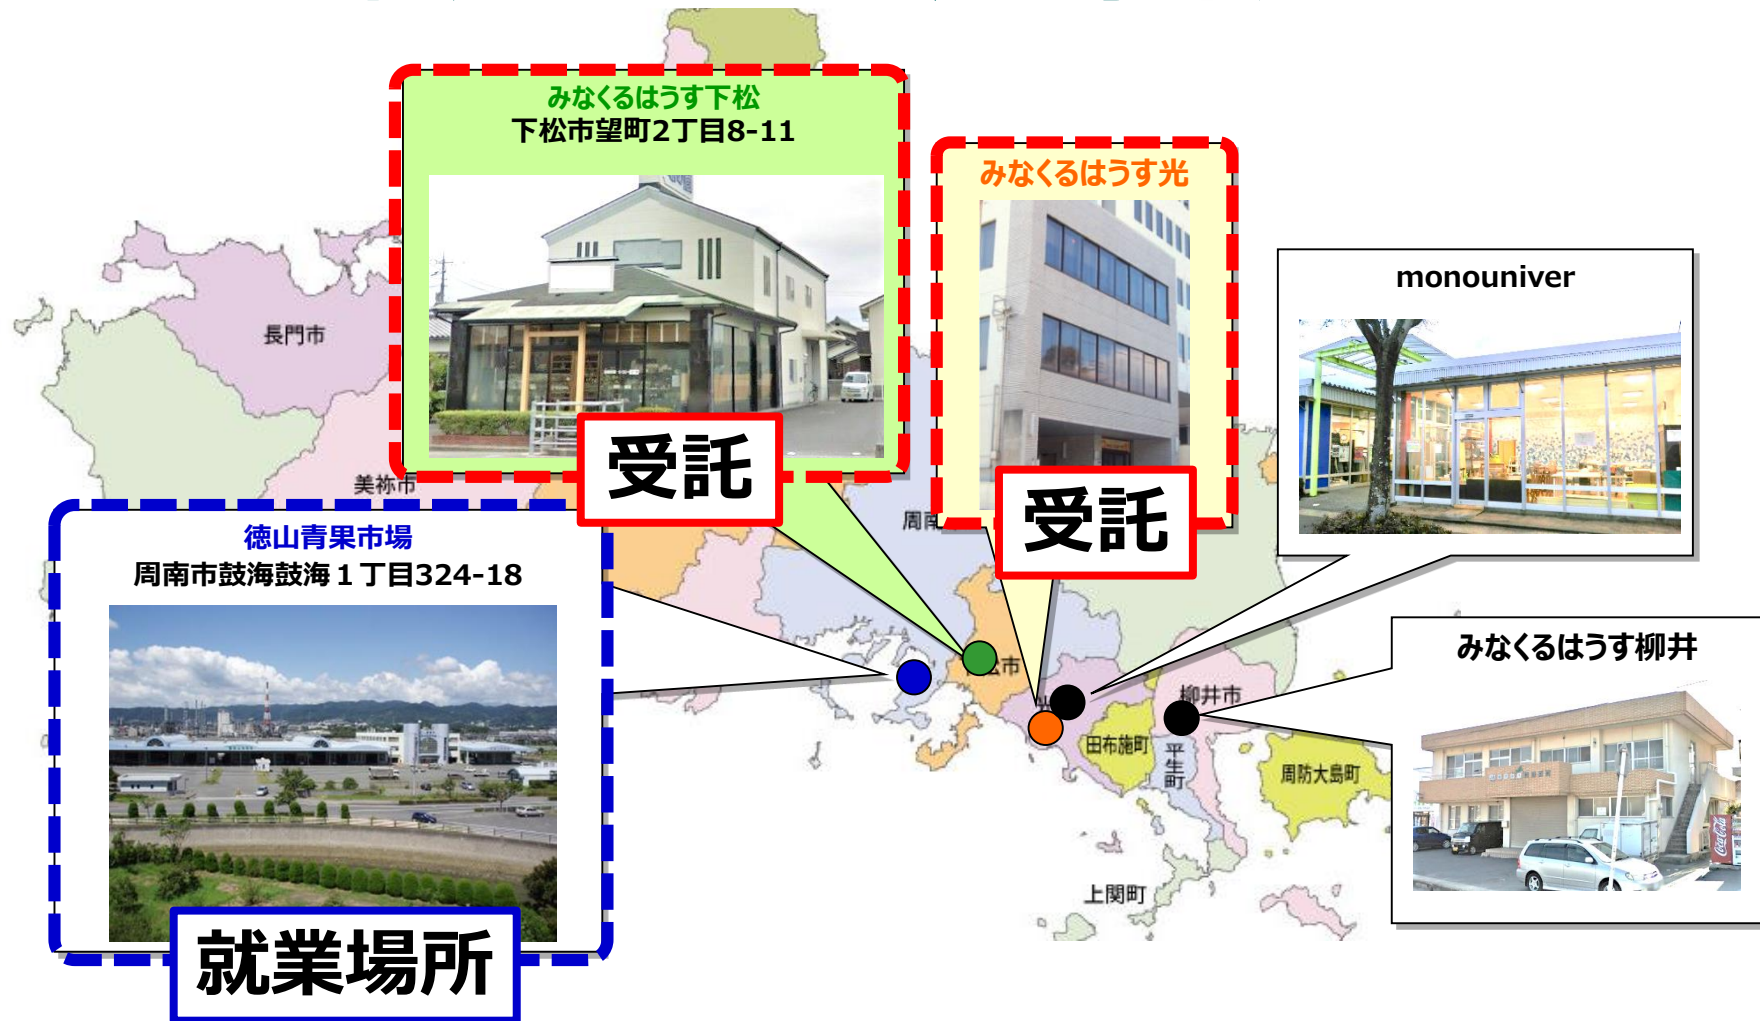 みなくるはうす下松
下松市望町2丁目8-11
受託
みなくるはうす光
受託
monouniver
みなくるはうす柳井
徳山青果市場
周南市鼓海鼓海１丁目324-18
就業場所
長門市
美祢市
周南
市
柳井市
田布施町
平生町
周防大島町
上関町
Coca-Cola